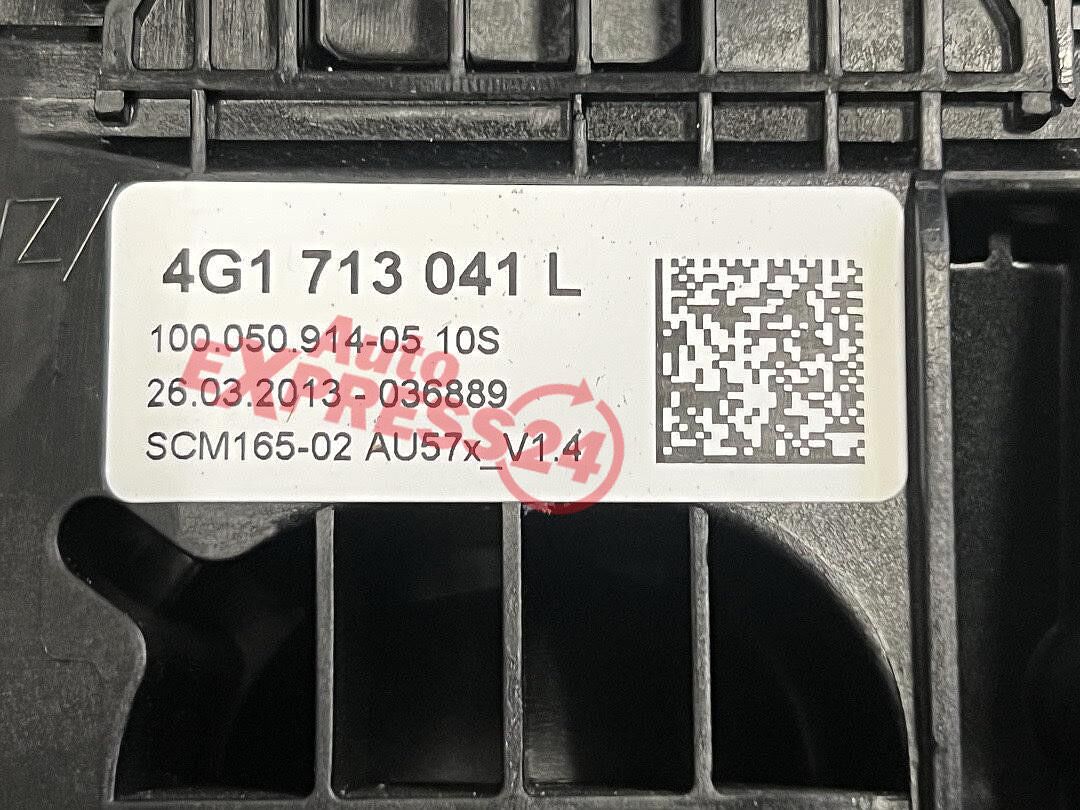 4G1 713 041 L
100.050.914-05 10S
26.03.2013 - 036889
SCM165-02 AU57x_V1.4
Auto
EXPRESS24